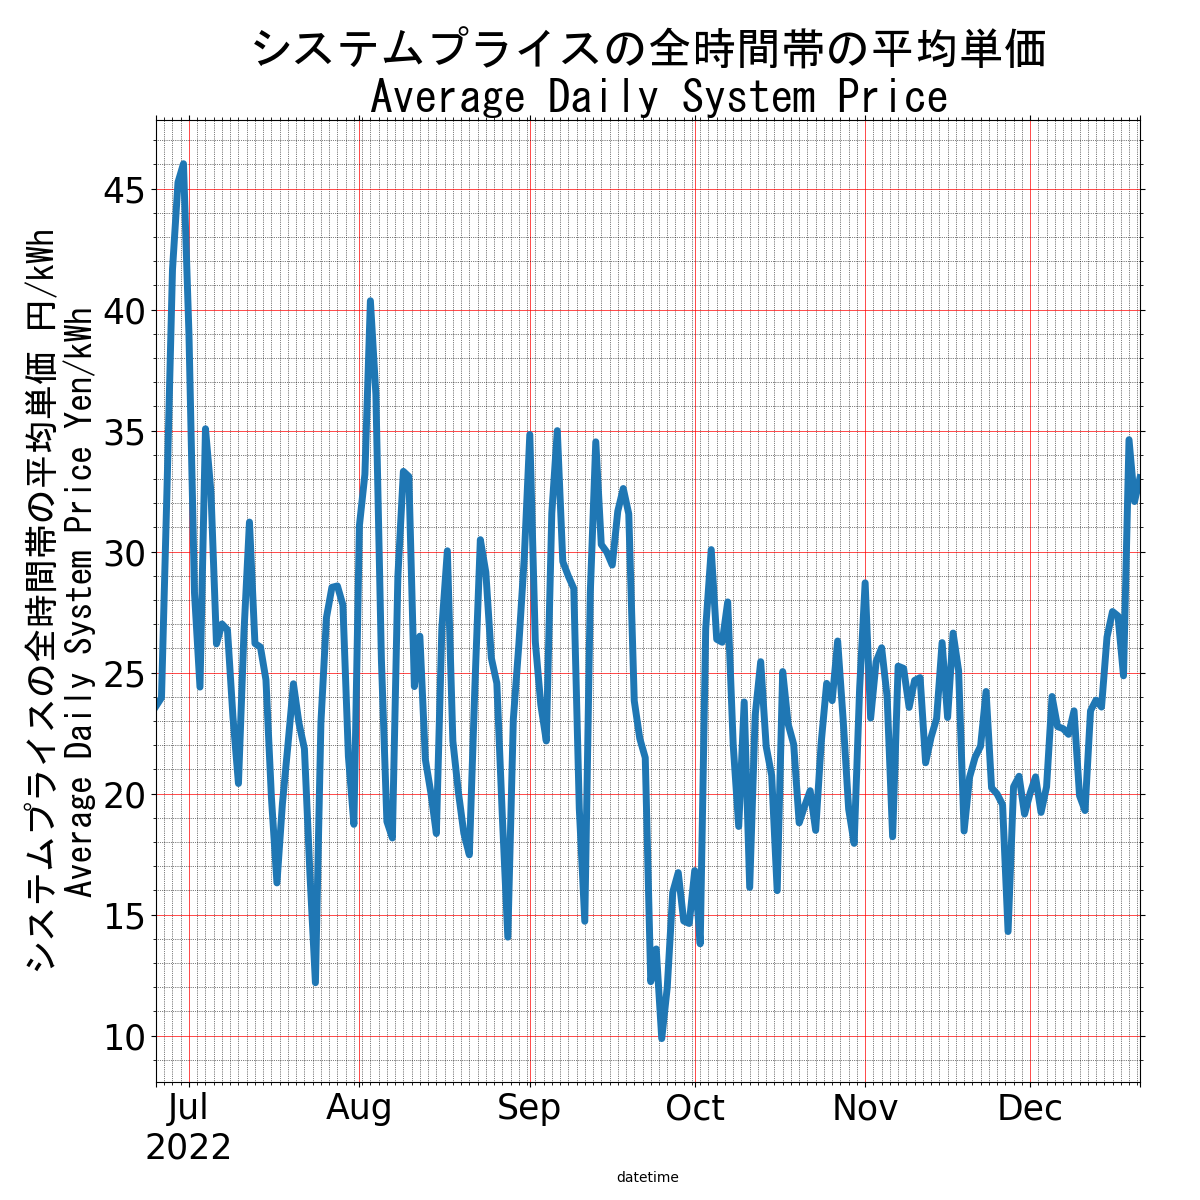 システムプライスの全時間帯の平均単価
Average Daily System Price
システムプライスの全時間帯の平均単価 円/kWh
Average Daily System Price Yen/kWh
45
40
35
30
25
20
15
10
Jul
Aug
Sep
Oct
Nov
Dec
2022
datetime